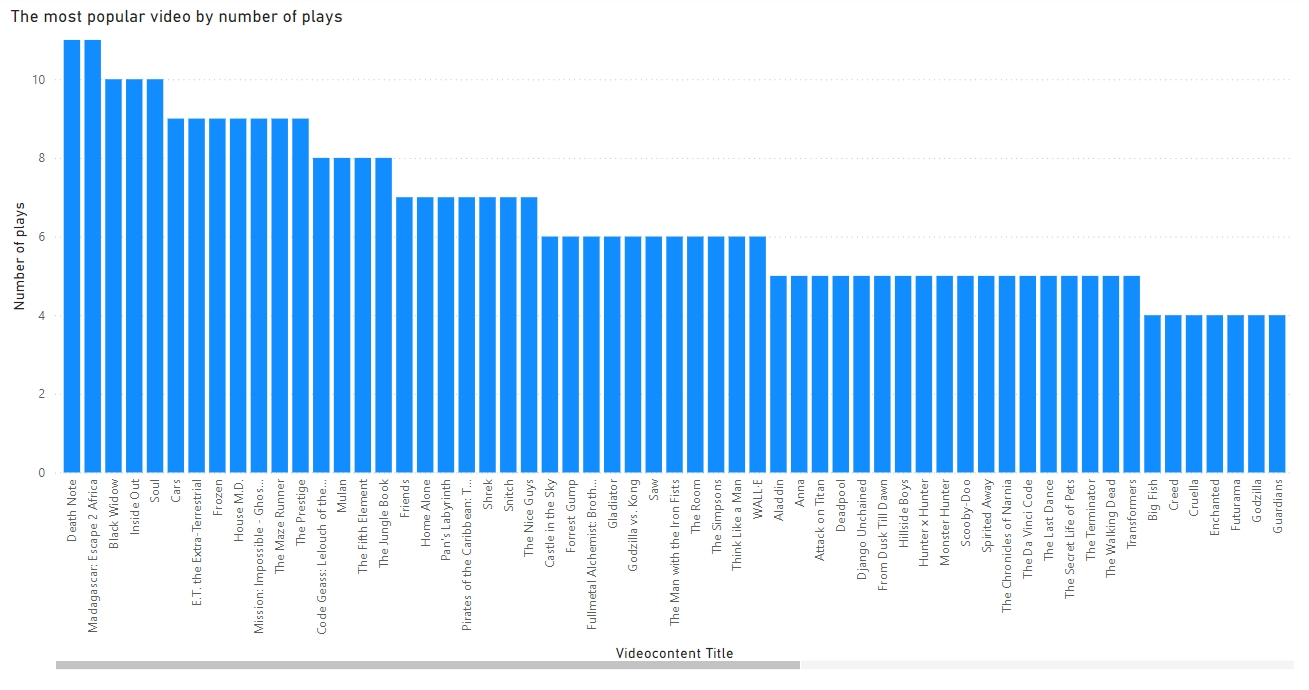 The most popular video by number of plays
Number of plays
10
8
6
4
2
0
Death Note
Madagascar: Escape 2 Africa
Black Widow
Inside Out
Soul
Cars
E.T. the Extra-Terrestrial
Frozen
House M.D.
Mission: Impossible - Ghos...
The Maze Runner
The Prestige
Code Geass: Lelouch of the...
Mulan
The Fifth Element
The Jungle Book
Friends
Home Alone
Pan's Labyrinth
Pirates of the Caribbean: T...
Shrek
Snitch
The Nice Guys
Castle in the Sky
Forrest Gump
Fullmetal Alchemist: Broth...
Gladiator
Godzilla vs. Kong
Saw
The Man with the Iron Fists
The Room
The Simpsons
Think Like a Man
WALL·E
Aladdin
Anna
Attack on Titan
Deadpool
Django Unchained
From Dusk Till Dawn
Hillside Boys
Hunter x Hunter
Monster Hunter
Scooby-Doo
Spirited Away
The Chronicles of Narnia
The Da Vinci Code
The Last Dance
The Secret Life of Pets
The Terminator
The Walking Dead
Transformers
Big Fish
Creed
Cruella
Enchanted
Futurama
Godzilla
Guardians
Videocontent Title